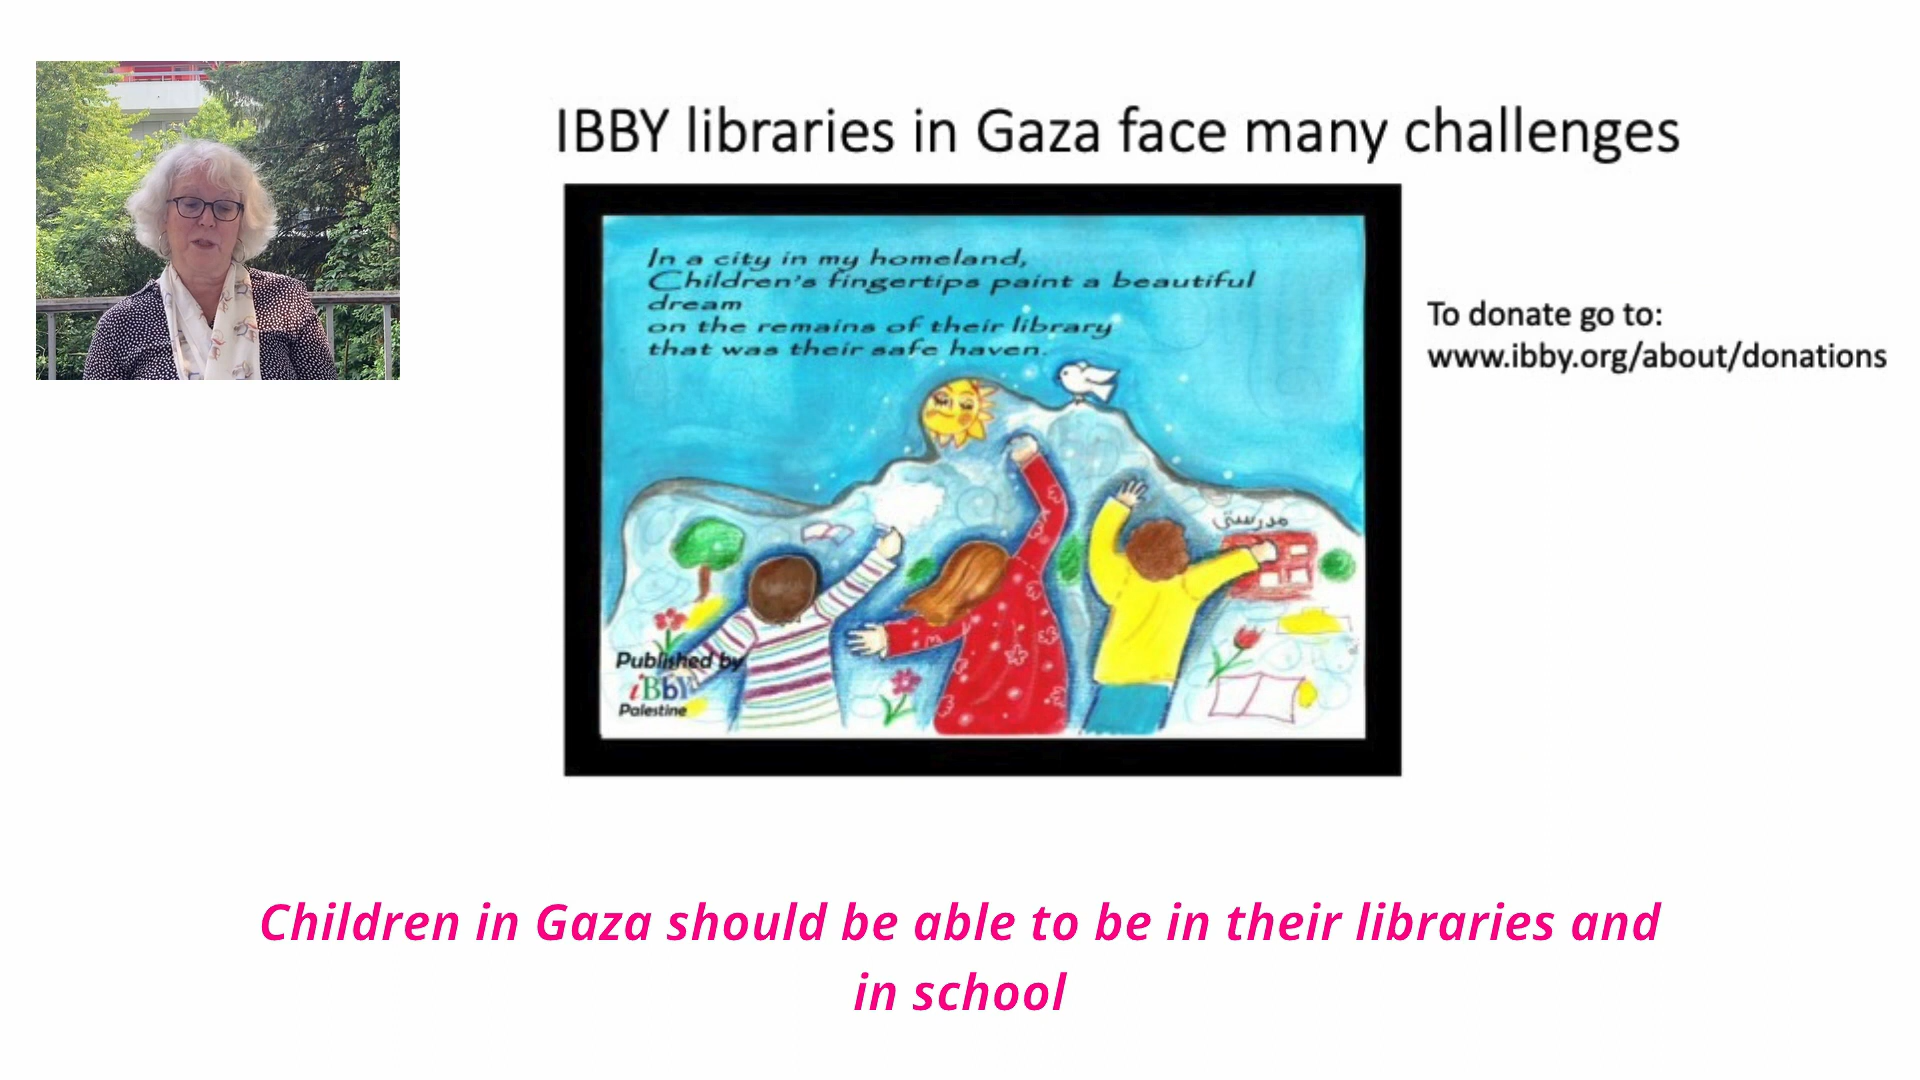 IBBY libraries in Gaza face many challenges
In a city in my homeland,
Children's fingertips paint a beautiful
dream
on the remains of their library
that was their safe haven.
مدرستي
Published by
iBbY
Palestine
To donate go to:
www.ibby.org/about/donations
Children in Gaza should be able to be in their libraries and
in school